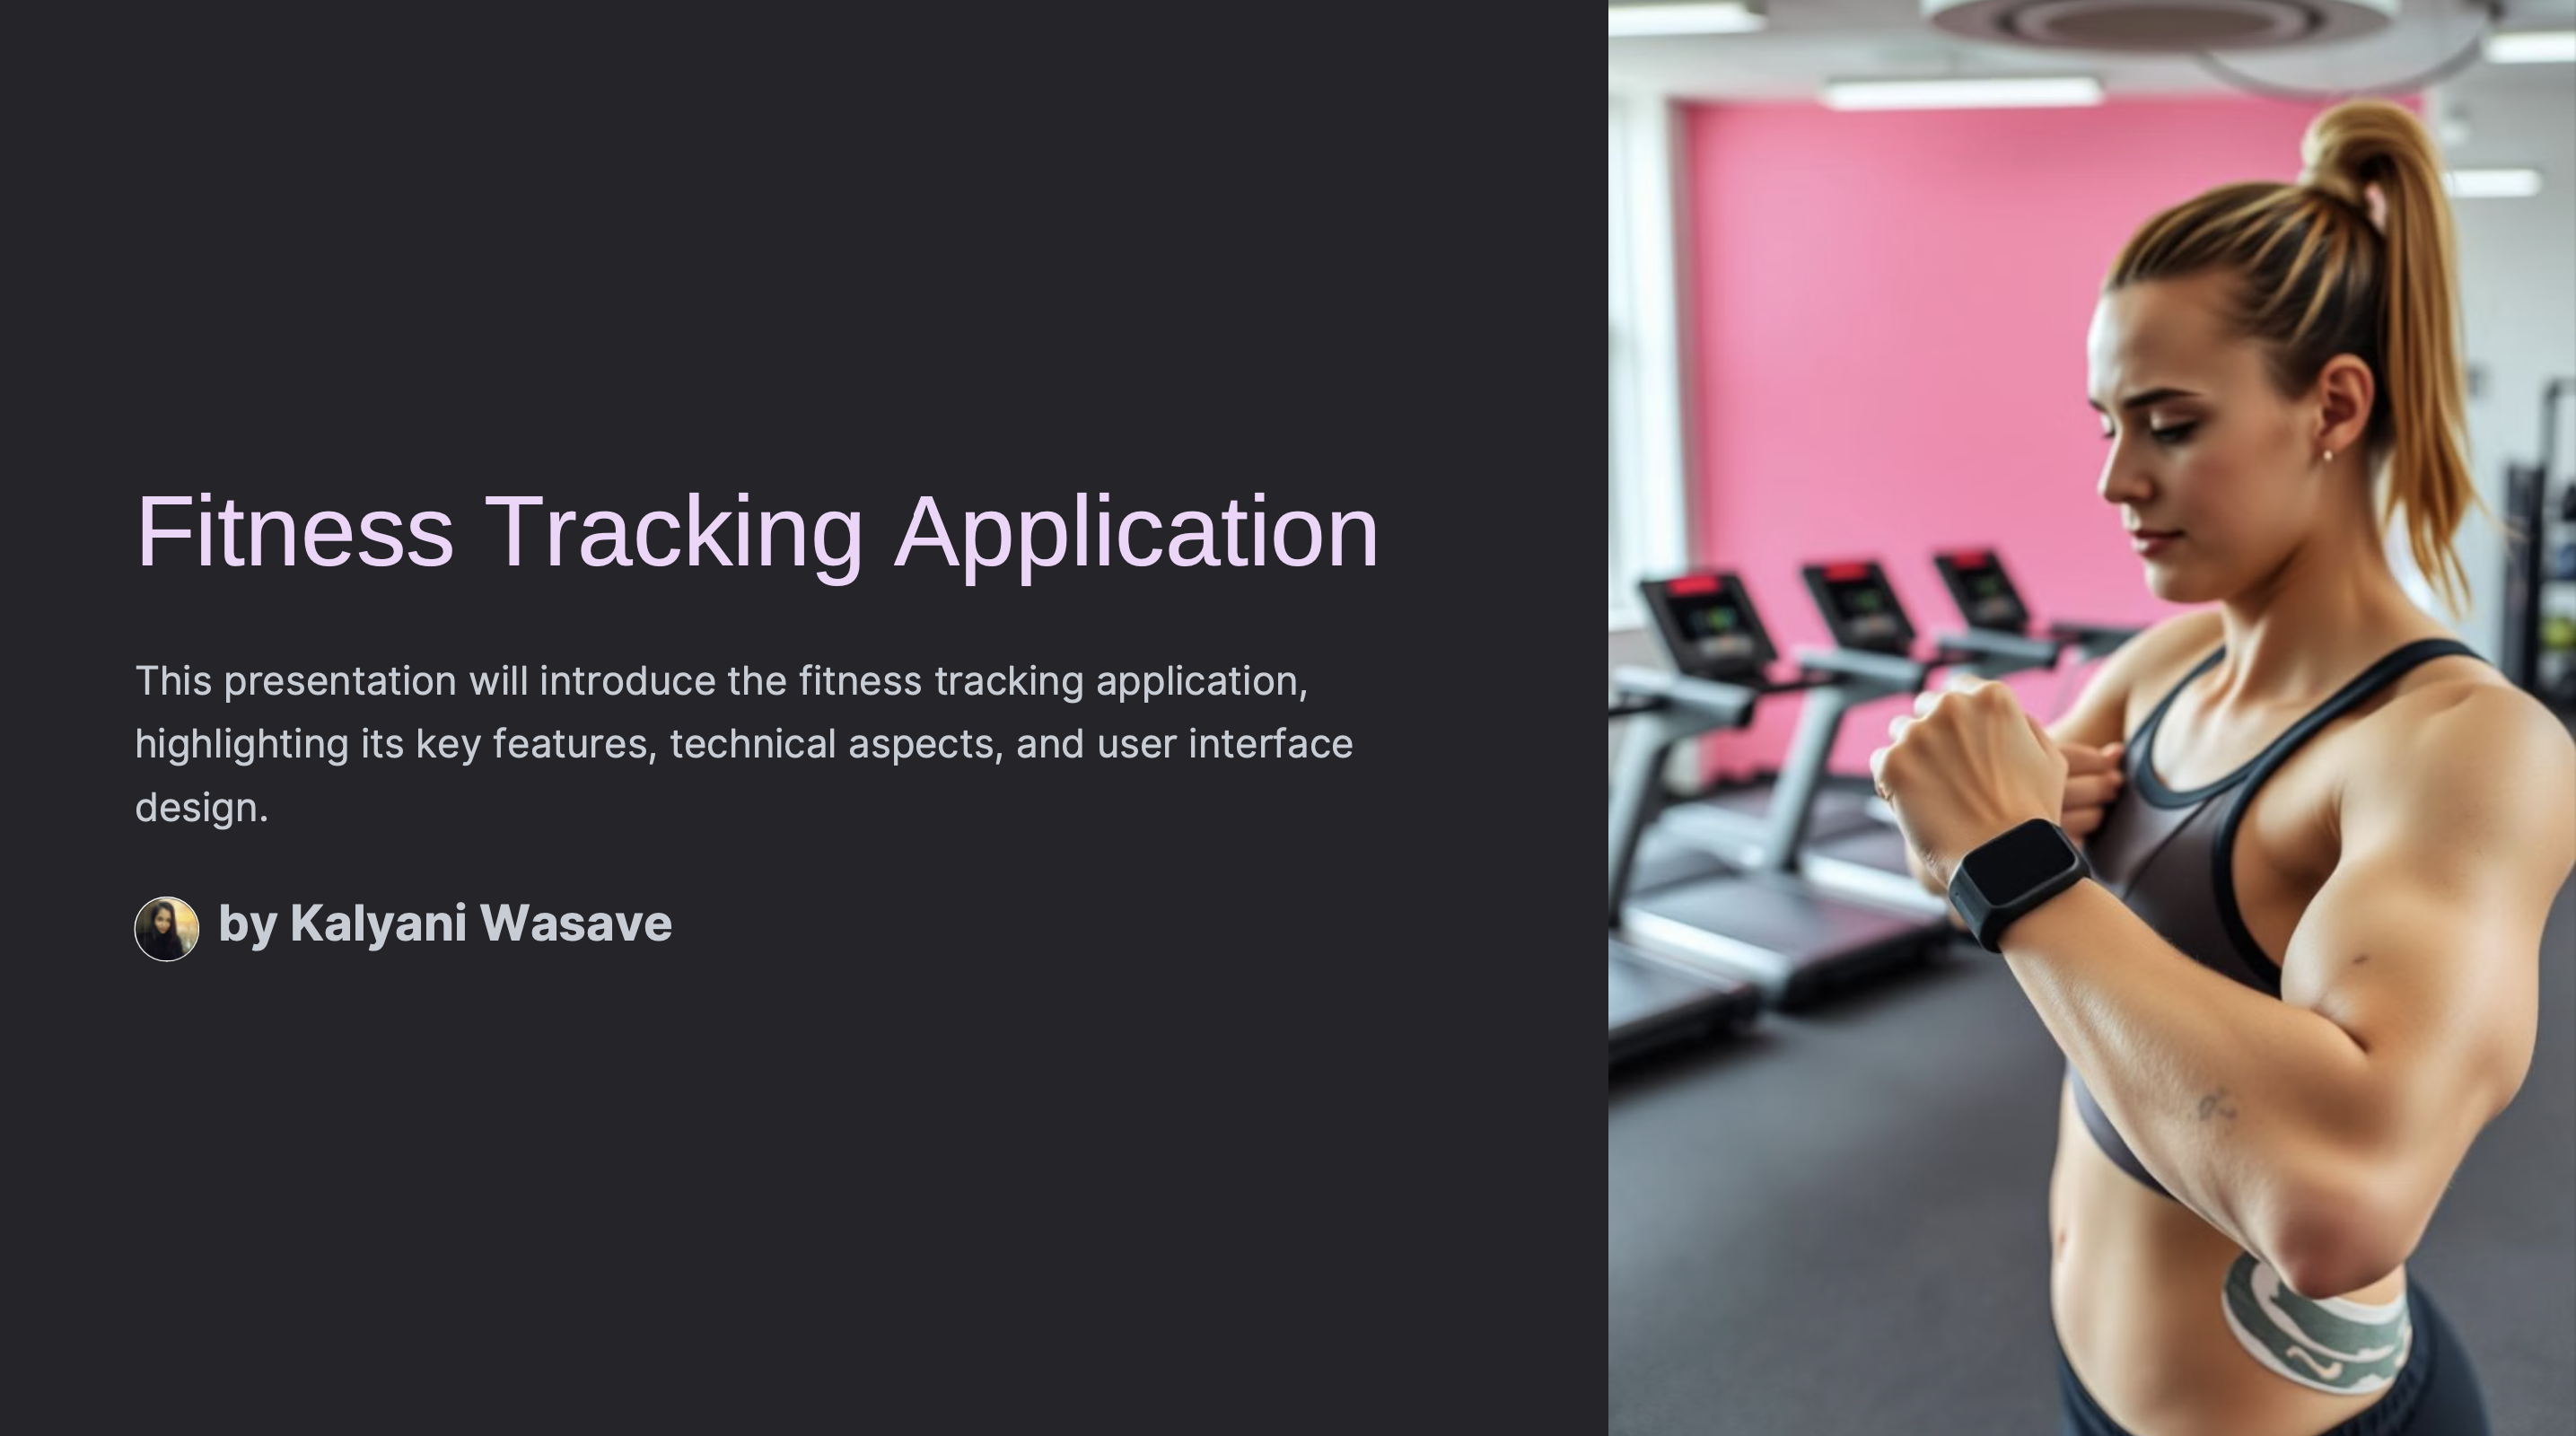 Fitness Tracking Application
This presentation will introduce the fitness tracking application,
highlighting its key features, technical aspects, and user interface
design.
by Kalyani Wasave